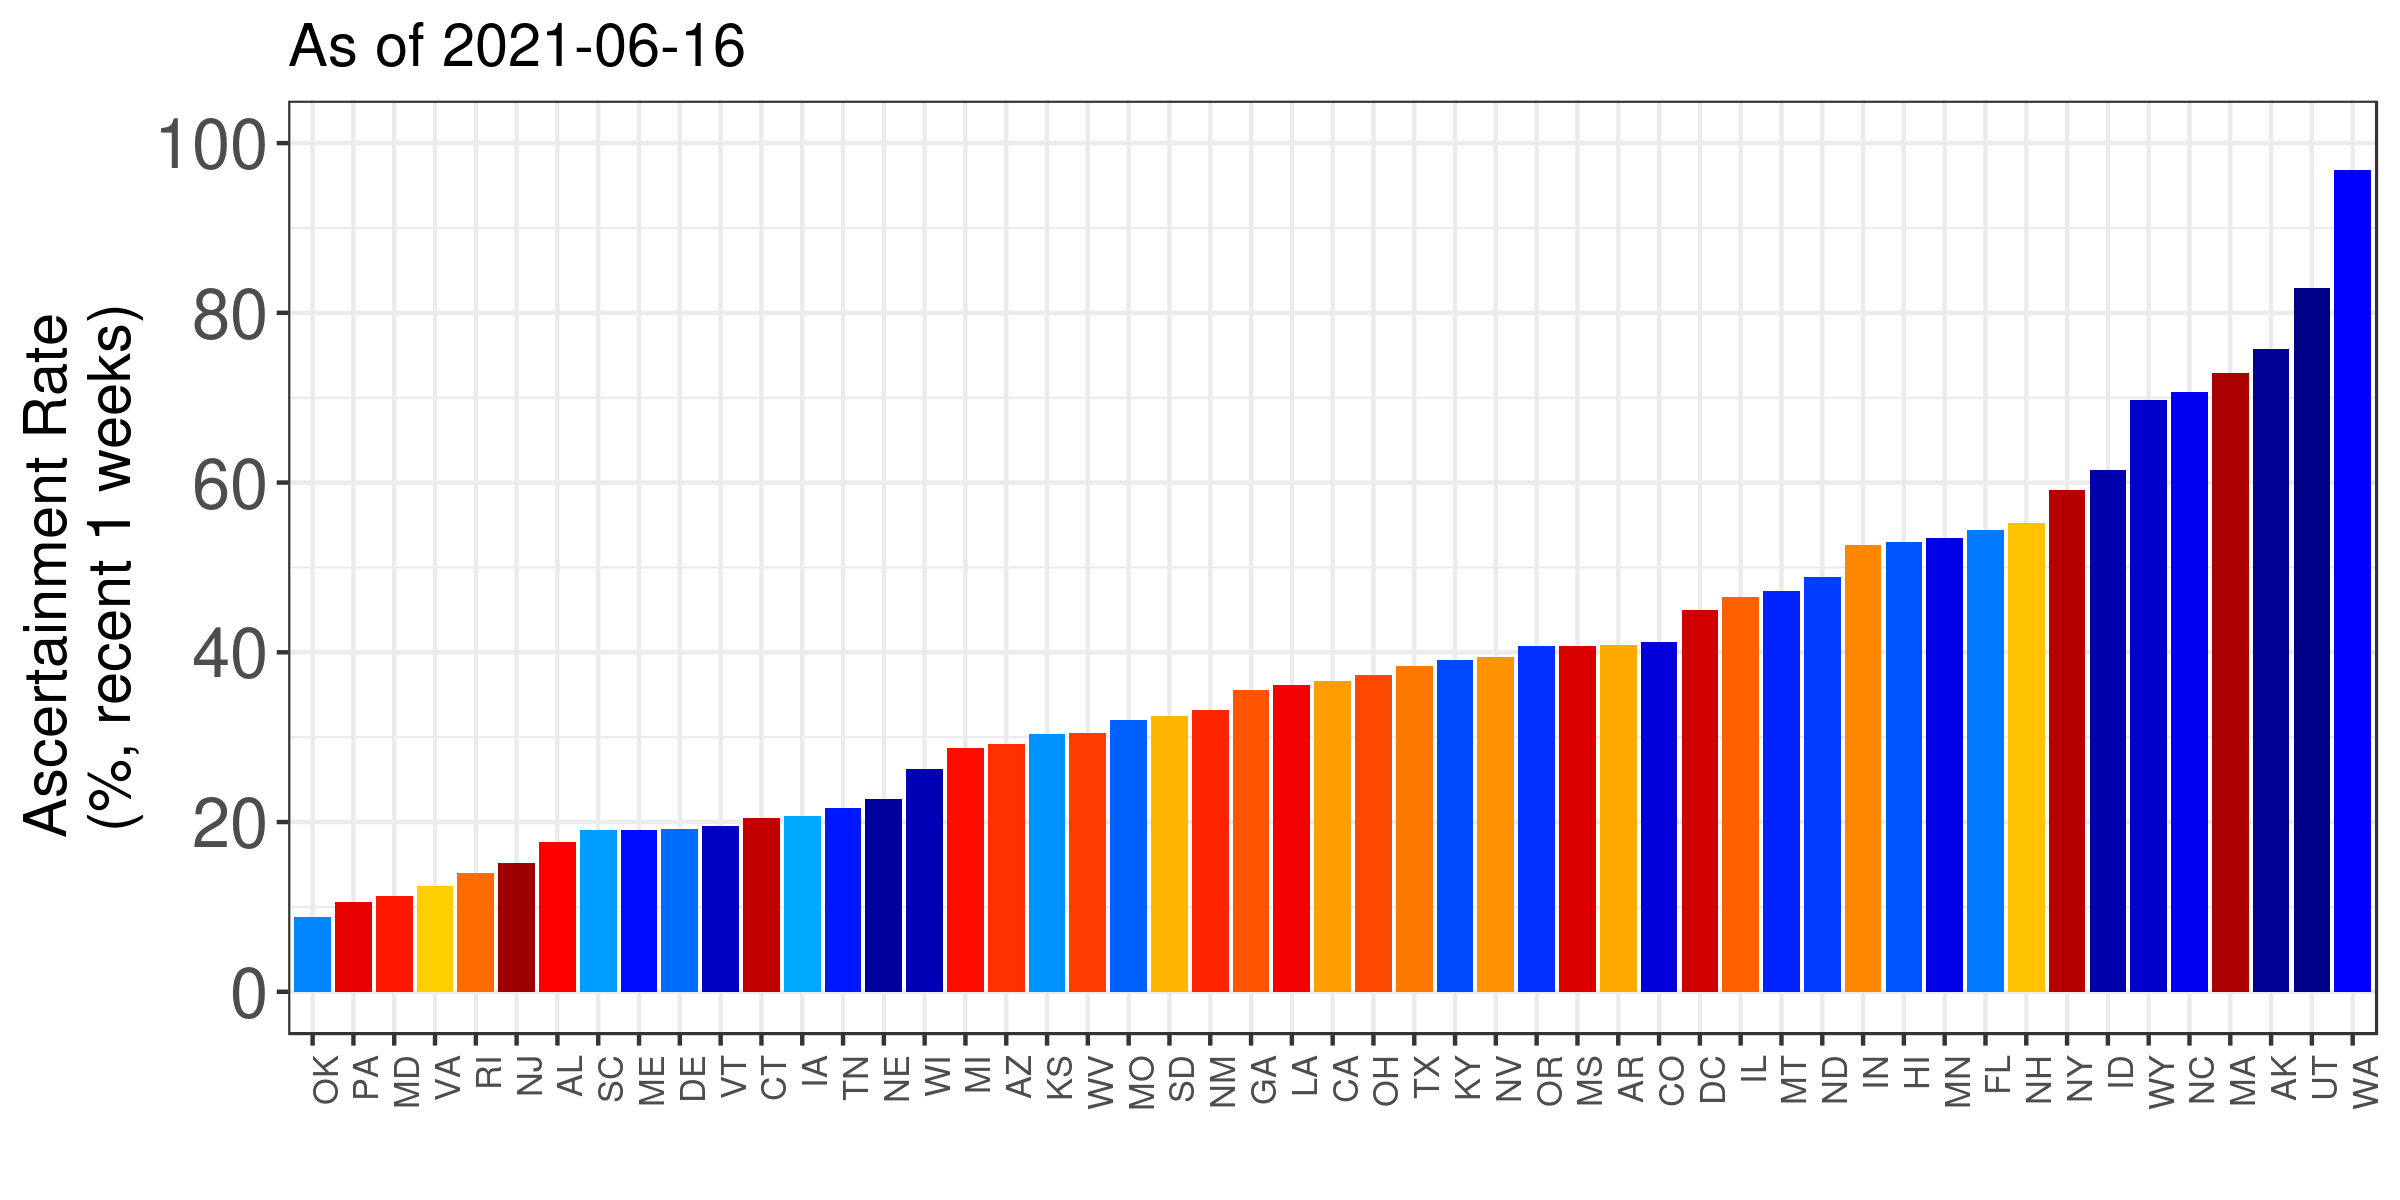 As of 2021-06-16
Ascertainment Rate
(%, recent 1 weeks)
100
80
60
40
20
0
OK PA MD VA RI NJ AL SC ME DE VT CT IA TN NE WI MI AZ KS WV MO SD NM GA LA CA OH TX KY NV OR MS AR CO DC IL MT ND IN HI MN FL NH NY ID WY NC MA AK UT WA